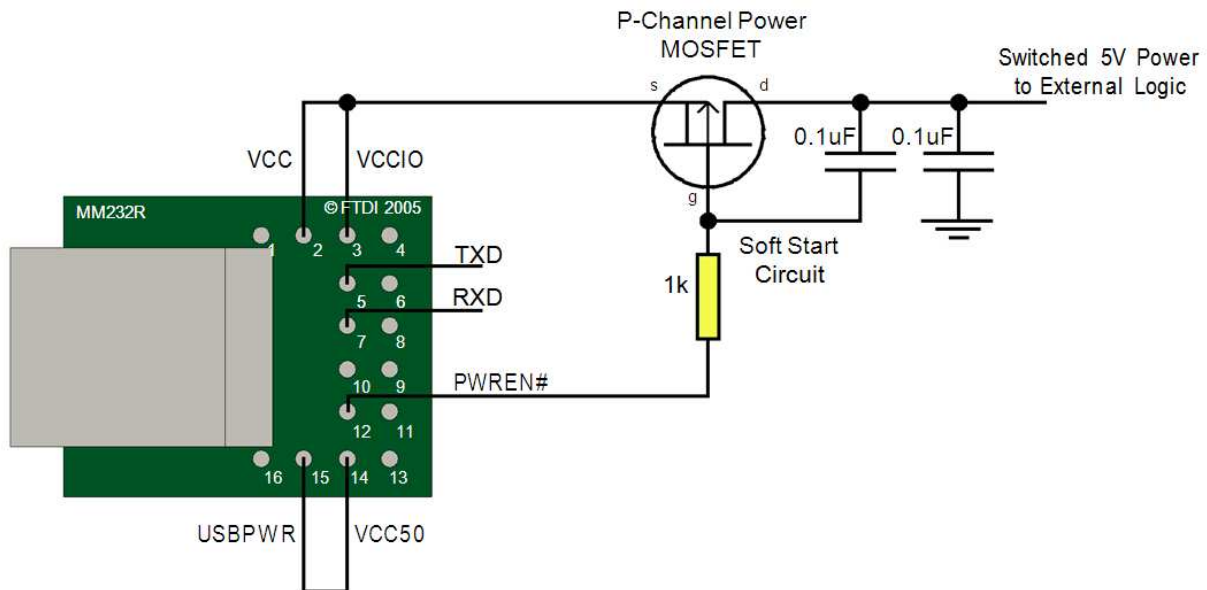 P-Channel Power
MOSFET
Switched 5V Power
to External Logic
s
d
0.1uF
0.1uF
VCC
VCCIO
g
MM232R
© FTDI 2005
1
2
3
4
TXD
Soft Start
Circuit
5
6
1k
RXD
7
8
10
9
PWREN#
12
11
16
15
14
13
USBPWR
VCC50